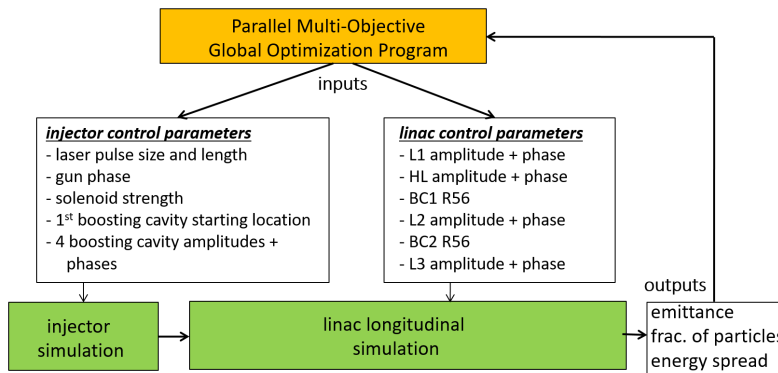 Parallel Multi-Objective
Global Optimization Program
inputs
injector control parameters
- laser pulse size and length
- gun phase
- solenoid strength
- 1st boosting cavity starting location
- 4 boosting cavity amplitudes +
phases
linac control parameters
- L1 amplitude + phase
- HL amplitude + phase
- BC1 R56
- L2 amplitude + phase
- BC2 R56
- L3 amplitude + phase
injector
simulation
linac longitudinal
simulation
outputs
emittance
frac. of particles
energy spread